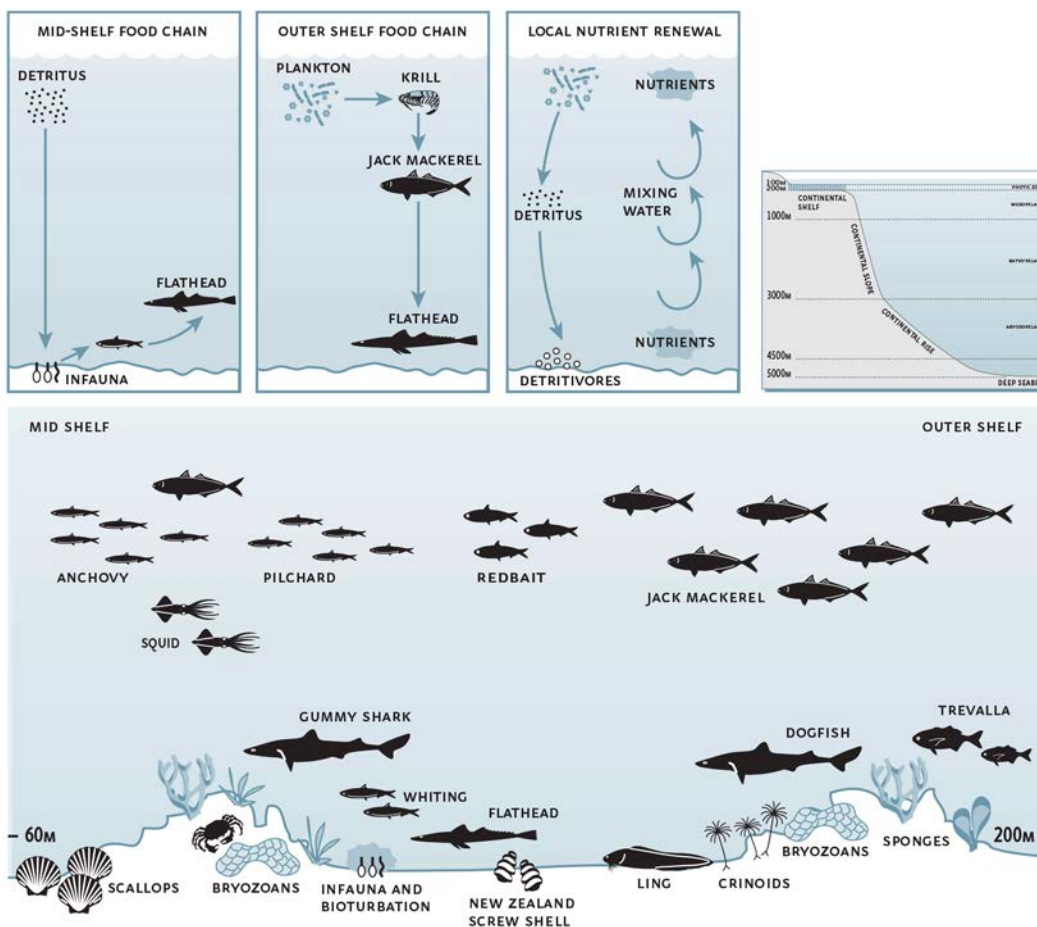 MID-SHELF FOOD CHAIN
DETRITUS
FLATHEAD
INFAUNA
OUTER SHELF FOOD CHAIN
PLANKTON
KRILL
JACK MACKEREL
FLATHEAD
LOCAL NUTRIENT RENEWAL
NUTRIENTS
DETRITUS
MIXING
WATER
NUTRIENTS
DETRITIVORES
100M
200M
CONTINENTAL
SHELF
1000M
CONTINENTAL SLOPE
3000M
CONTINENTAL RISE
4500M
5000M
DEEP SEABE
MID SHELF
OUTER SHELF
ANCHOVY
PILCHARD
REDBAIT
JACK MACKEREL
SQUID
GUMMY SHARK
DOGFISH
TREVALLA
WHITING
FLATHEAD
60M
200M
SCALLOPS
BRYOZOANS
INFAUNA AND
BIOTURBATION
NEW ZEALAND
SCREW SHELL
LING
CRINOIDS
BRYOZOANS
SPONGES